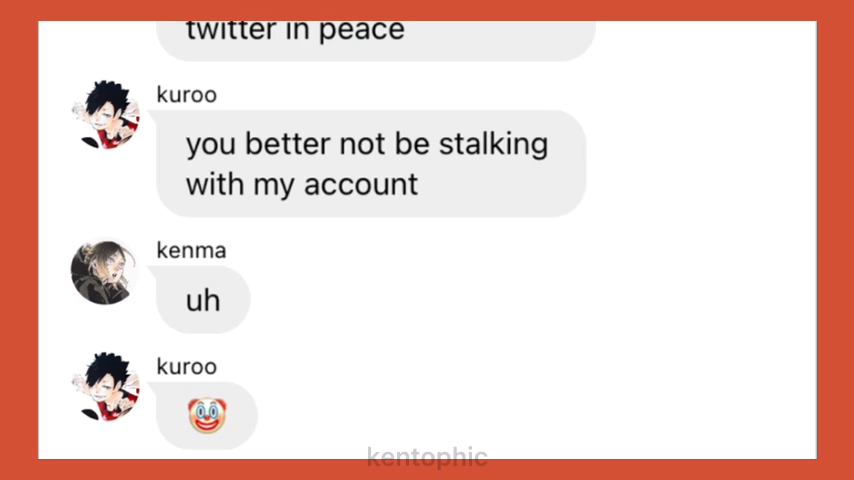 twitter in peace
kuroo
you better not be stalking
with my account
kenma
uh
kuroo
🤡
kentophic